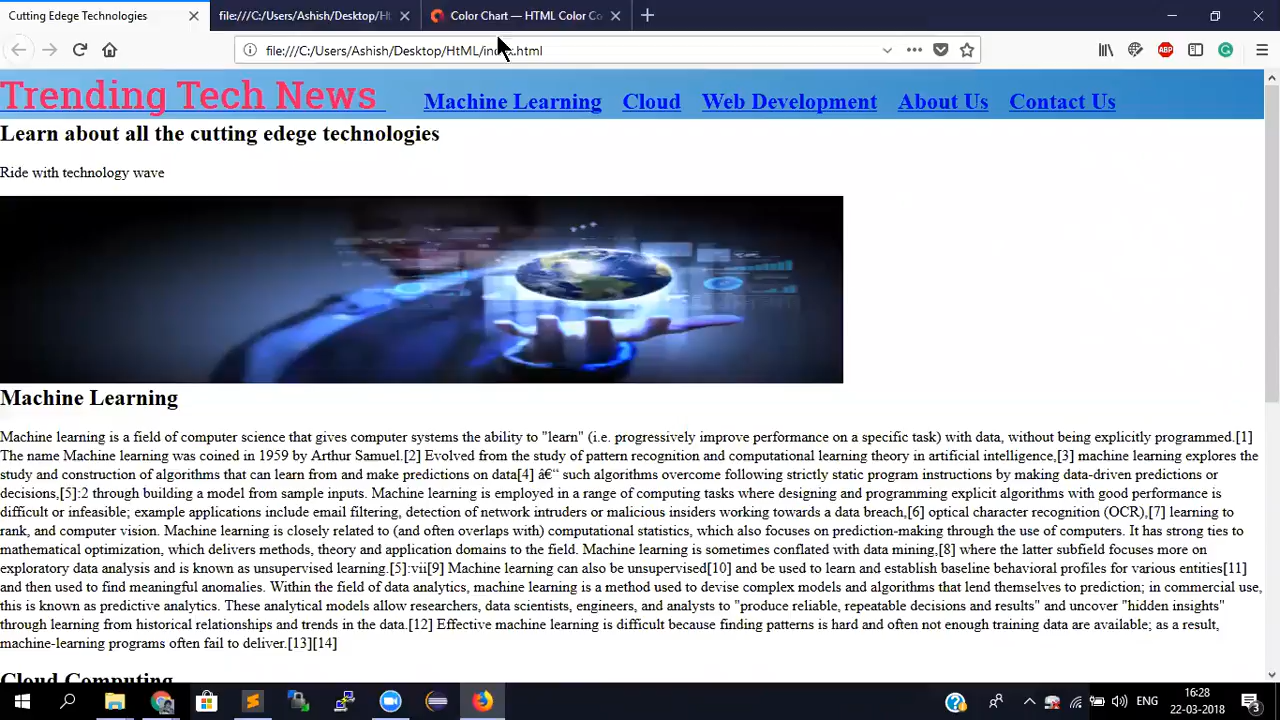 Cutting Edege Technologies
file:///C:/Users/Ashish/Desktop/Ht
Color Chart — HTML Color Co
file:///C:/Users/Ashish/Desktop/HtML/index.html
ABP
Trending Tech News Machine Learning Cloud Web Development About Us Contact Us
Learn about all the cutting edege technologies
Ride with technology wave
Machine Learning
Machine learning is a field of computer science that gives computer systems the ability to "learn" (i.e. progressively improve performance on a specific task) with data, without being explicitly programmed.[1]
The name Machine learning was coined in 1959 by Arthur Samuel.[2] Evolved from the study of pattern recognition and computational learning theory in artificial intelligence,[3] machine learning explores the
study and construction of algorithms that can learn from and make predictions on data[4] â€“ such algorithms overcome following strictly static program instructions by making data-driven predictions or
decisions,[5]:2 through building a model from sample inputs. Machine learning is employed in a range of computing tasks where designing and programming explicit algorithms with good performance is
difficult or infeasible; example applications include email filtering, detection of network intruders or malicious insiders working towards a data breach,[6] optical character recognition (OCR),[7] learning to
rank, and computer vision. Machine learning is closely related to (and often overlaps with) computational statistics, which also focuses on prediction-making through the use of computers. It has strong ties to
mathematical optimization, which delivers methods, theory and application domains to the field. Machine learning is sometimes conflated with data mining,[8] where the latter subfield focuses more on
exploratory data analysis and is known as unsupervised learning.[5]:vii[9] Machine learning can also be unsupervised[10] and be used to learn and establish baseline behavioral profiles for various entities[11]
and then used to find meaningful anomalies. Within the field of data analytics, machine learning is a method used to devise complex models and algorithms that lend themselves to prediction; in commercial use,
this is known as predictive analytics. These analytical models allow researchers, data scientists, engineers, and analysts to "produce reliable, repeatable decisions and results" and uncover "hidden insights"
through learning from historical relationships and trends in the data.[12] Effective machine learning is difficult because finding patterns is hard and often not enough training data are available; as a result,
machine-learning programs often fail to deliver.[13][14]
Cloud Computing
ENG
16:28
22-03-2018
3